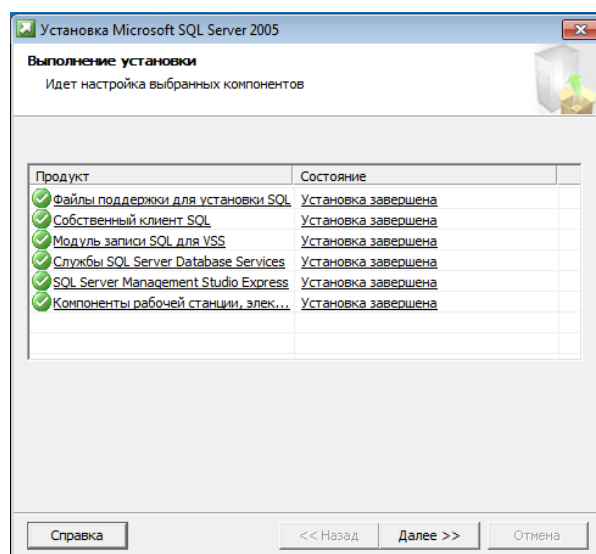 Установка Microsoft SQL Server 2005
Выполнение установки
Идет настройка выбранных компонентов
Продукт Состояние
Файлы поддержки для установки SQL Установка завершена
Собственный клиент SQL Установка завершена
Модуль записи SQL для VSS Установка завершена
Службы SQL Server Database Services Установка завершена
SQL Server Management Studio Express Установка завершена
Компоненты рабочей станции, элек... Установка завершена
Справка << Назад Далее >> Отмена